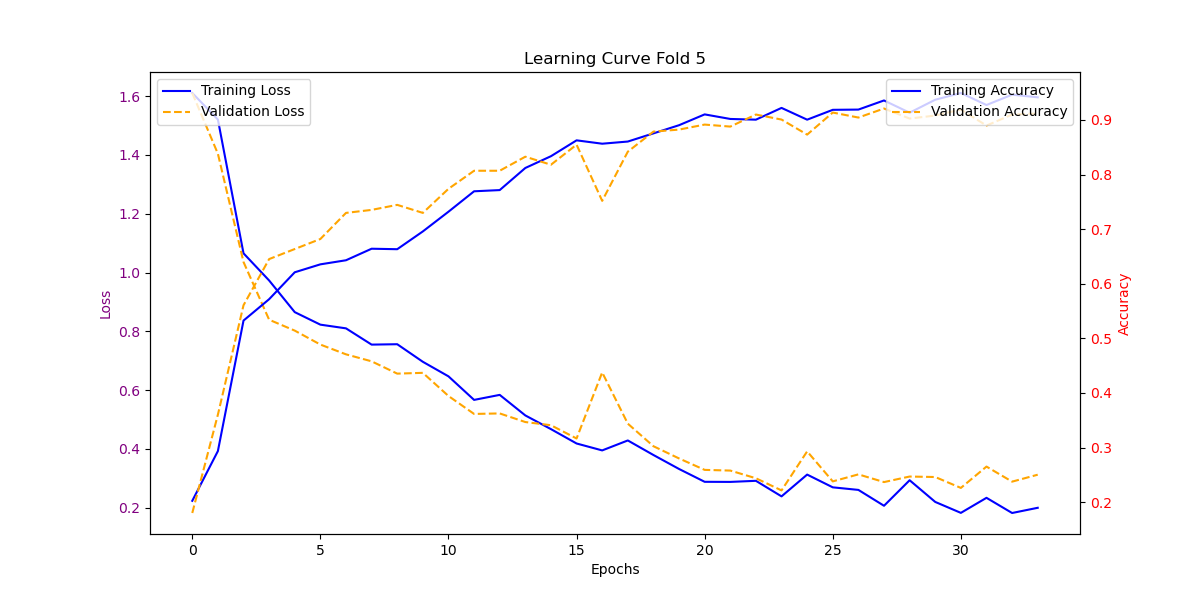 Learning Curve Fold 5
Training Loss
Validation Loss
Training Accuracy
Validation Accuracy
1.6
1.4
1.2
1.0
0.8
0.6
0.4
0.2
Loss
0.9
0.8
0.7
0.6
0.5
0.4
0.3
0.2
Accuracy
0 5 10 15 20 25 30
Epochs